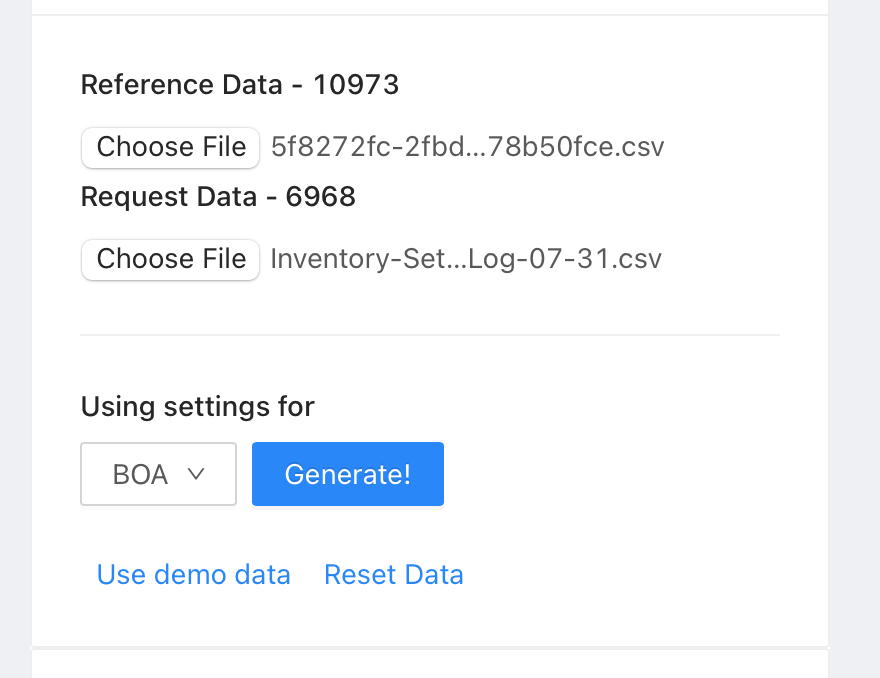 Reference Data - 10973
Choose File 5f8272fc-2fbd...78b50fce.csv
Request Data - 6968
Choose File Inventory-Set...Log-07-31.csv
Using settings for
BOA Generate!
Use demo data Reset Data